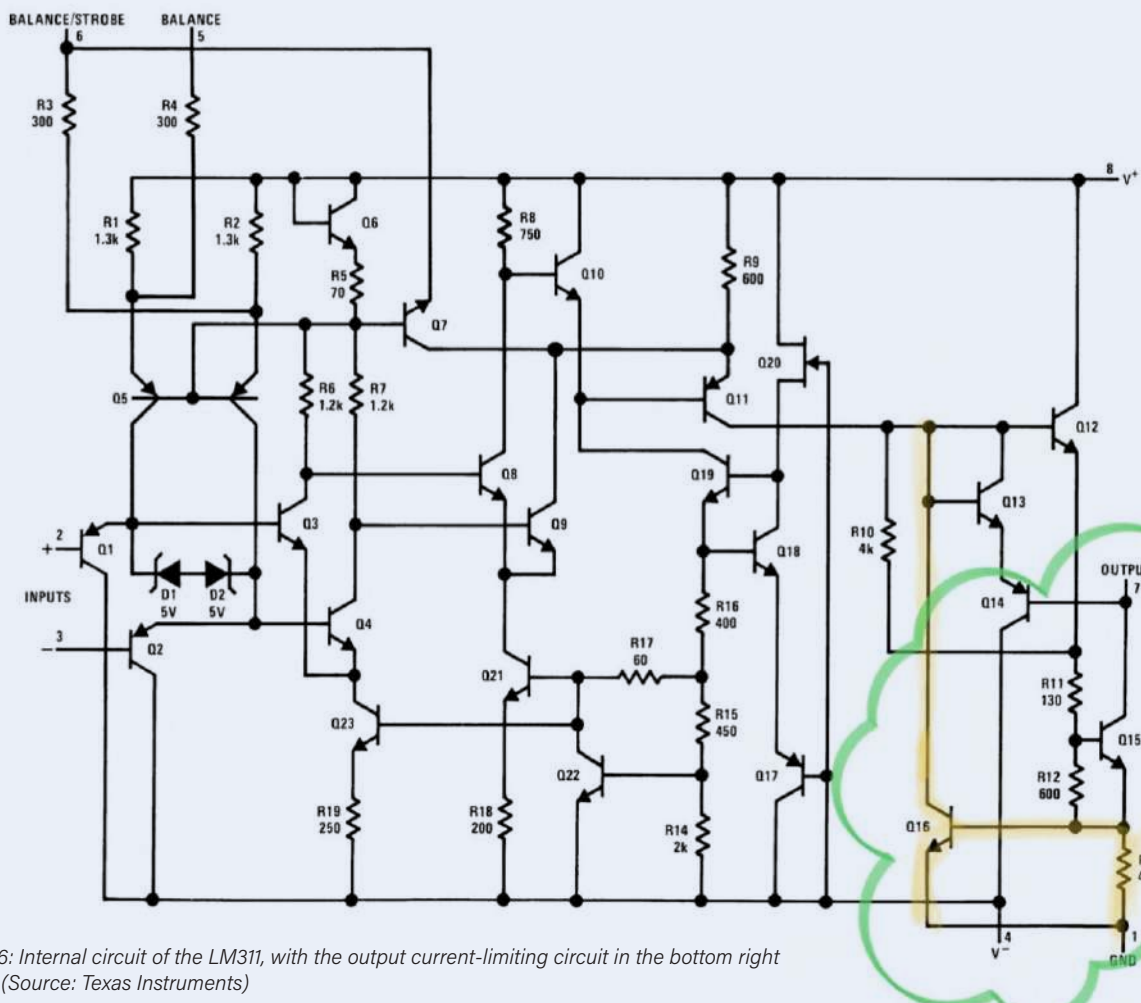 BALANCE/STROBE
6
BALANCE
5
R3
300
R4
300
8 V+
R1
1.3k
R2
1.3k
Q6
R5
70
R8
750
Q10
R9
600
Q7
Q20
Q5
R6
1.2k
R7
1.2k
Q11
Q12
Q8
Q19
Q13
Q3
Q9
R10
4k
Q18
+
2
Q1
D1
5V
D2
5V
INPUTS
OUTPU
7
Q14
R16
400
Q4
-
3
Q2
R17
60
Q21
R11
130
R15
450
Q23
Q15
Q22
Q17
R12
600
R19
250
R18
200
R14
2k
Q16
4
4
V-
1
GND
6: Internal circuit of the LM311, with the output current-limiting circuit in the bottom right
(Source: Texas Instruments)